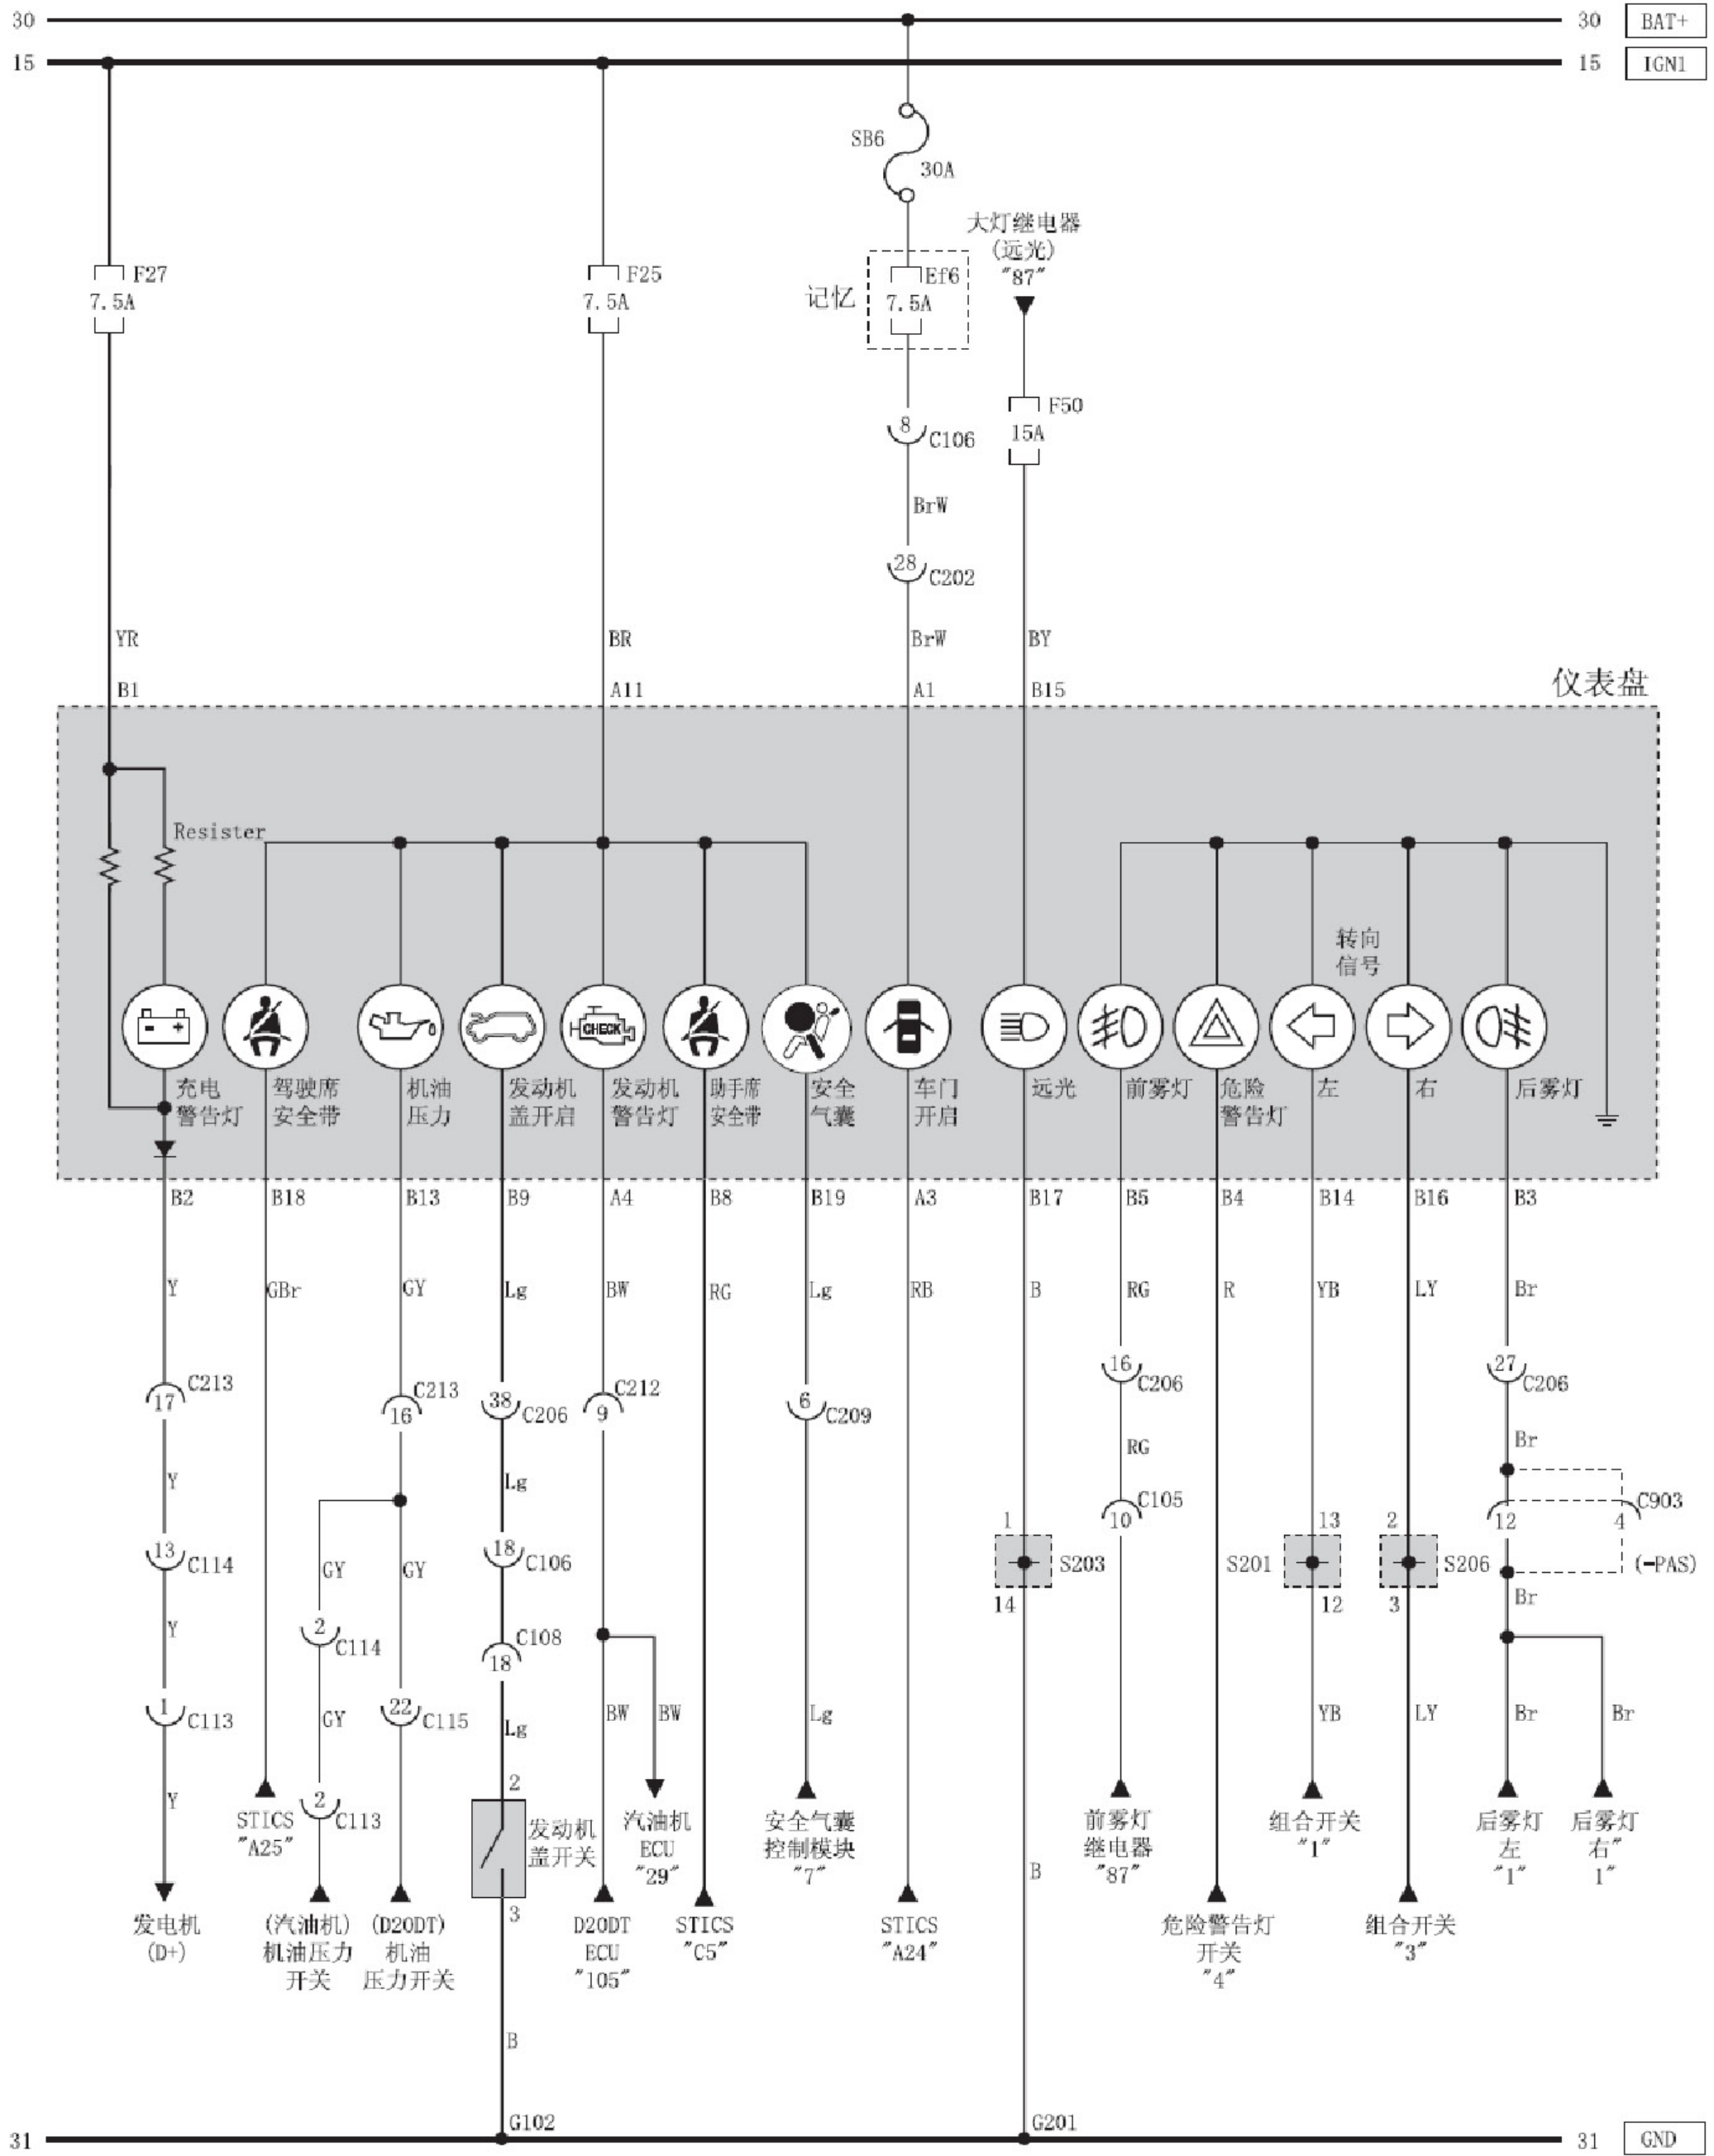 30
30
BAT+
15
15
IGN1
SB6
30A
大灯继电器
(远光)
"87"
F27
7.5A
F25
7.5A
记忆
Ef6
7.5A
F50
15A
8
C106
BrW
28
C202
YR
BR
BrW
BY
B1
A11
A1
B15
仪表盘
Resister
转向
信号
CHECK
充电
警告灯
驾驶席
安全带
机油
压力
发动机
盖开启
发动机
警告灯
助手席
安全带
安全
气囊
车门
开启
远光
前雾灯
危险
警告灯
左
右
后雾灯
B2
B18
B13
B9
A4
B8
B19
A3
B17
B5
B4
B14
B16
B3
Y
GBr
GY
Lg
BW
RG
Lg
RB
B
RG
R
YB
LY
Br
17
C213
16
C213
38
C206
9
C212
6
C209
16
C206
27
C206
Y
Lg
RG
Br
13
C114
GY
GY
18
C106
1
S203
14
10
C105
13
S201
12
2
S206
3
12
4
C903
(-PAS)
Br
Y
2
C114
18
C108
1
C113
GY
22
C115
Lg
BW
BW
Lg
YB
LY
Br
Br
Y
STICS
"A25"
2
C113
2
发动机
盖开关
3
汽油机
ECU
"29"
安全气囊
控制模块
"7"
B
前雾灯
继电器
"87"
组合开关
"1"
后雾灯
左
"1"
后雾灯
右"
1"
发电机
(D+)
(汽油机)
机油压力
开关
(D20DT)
机油
压力开关
D20DT
ECU
"105"
STICS
"C5"
STICS
"A24"
危险警告灯
开关
"4"
组合开关
"3"
B
G102
G201
31
31
GND